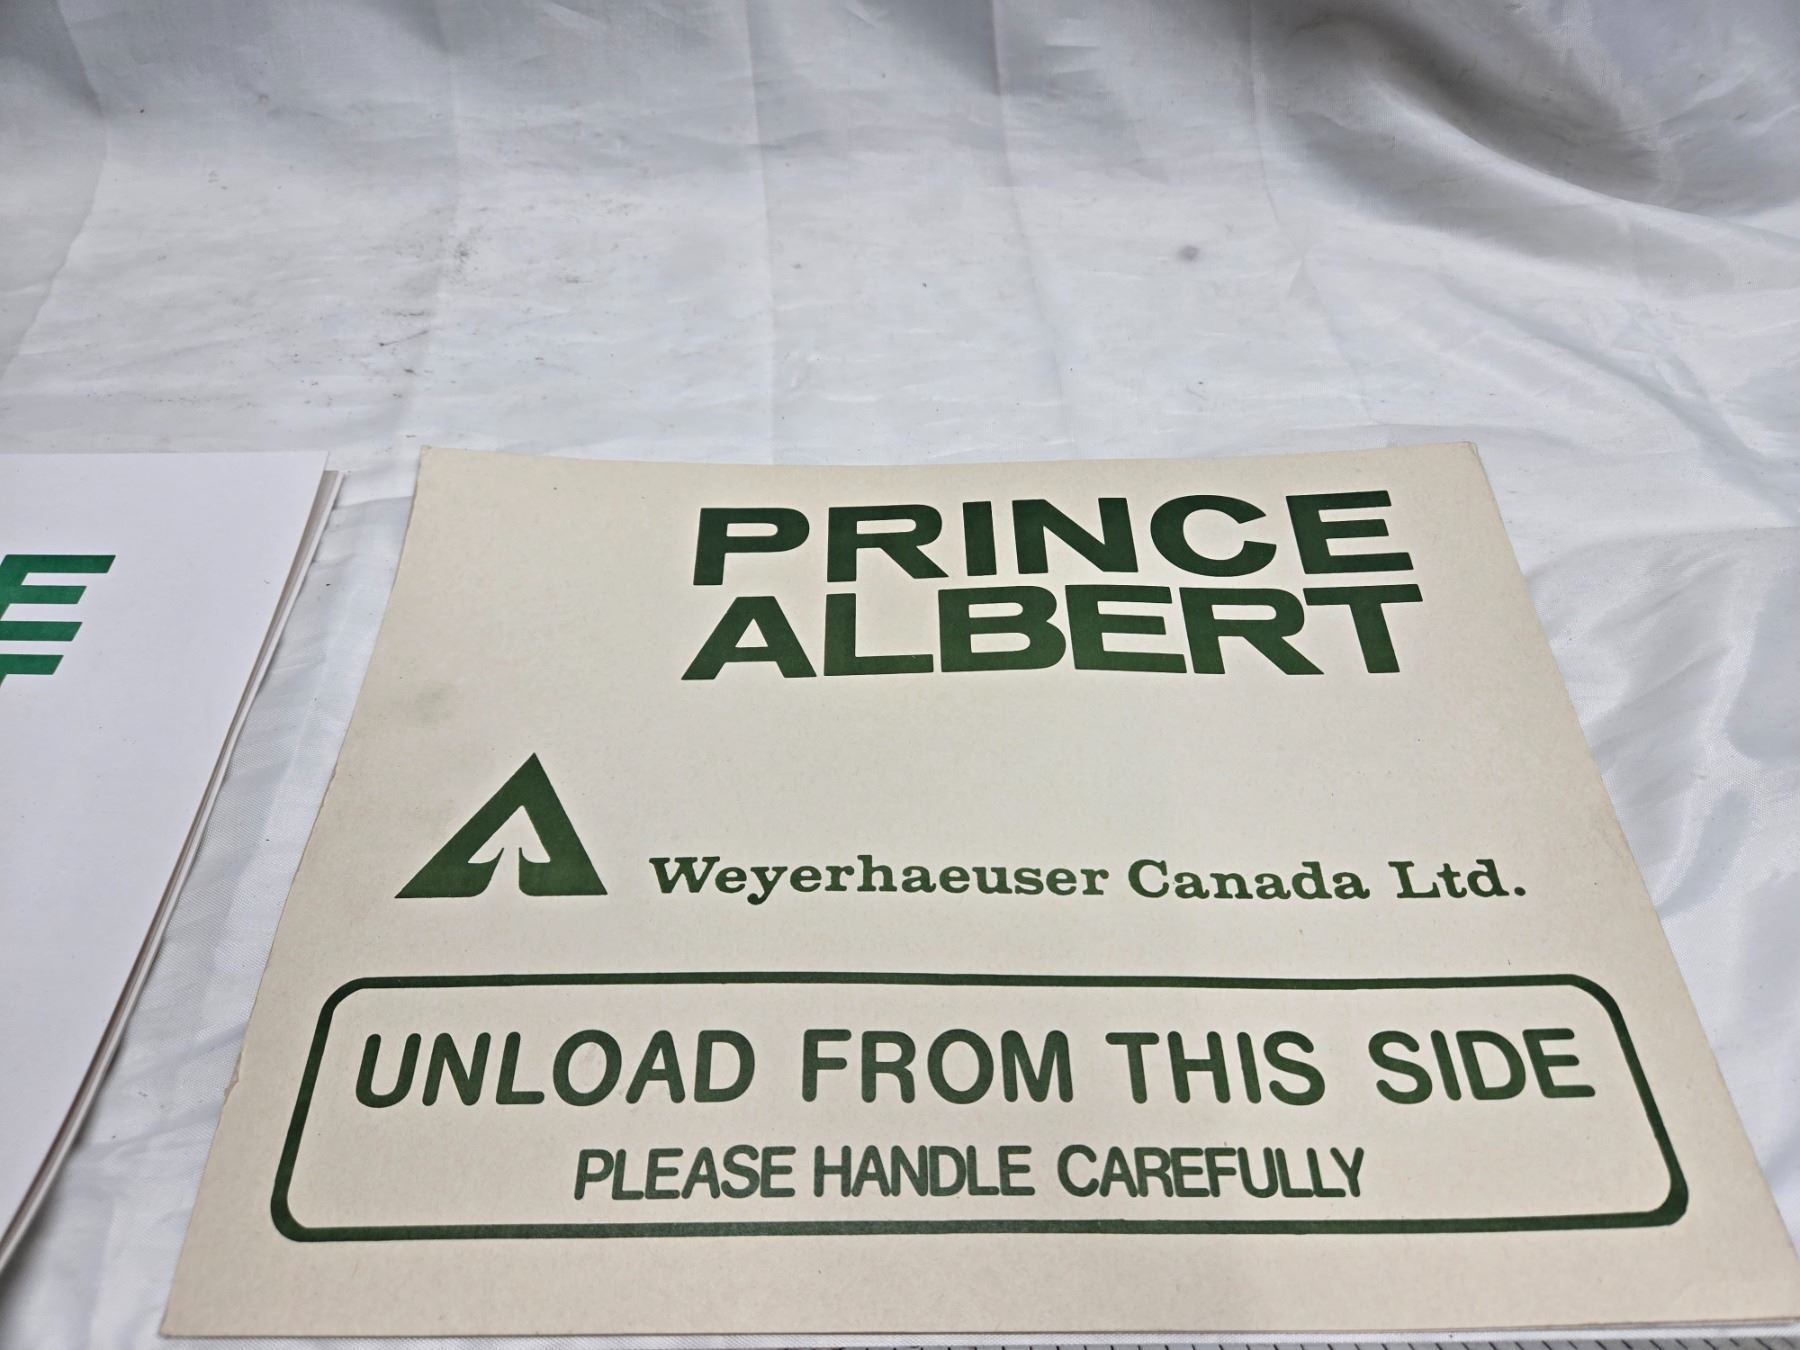 PRINCE
ALBERT
Weyerhaeuser Canada Ltd.
UNLOAD FROM THIS SIDE
PLEASE HANDLE CAREFULLY
E
T